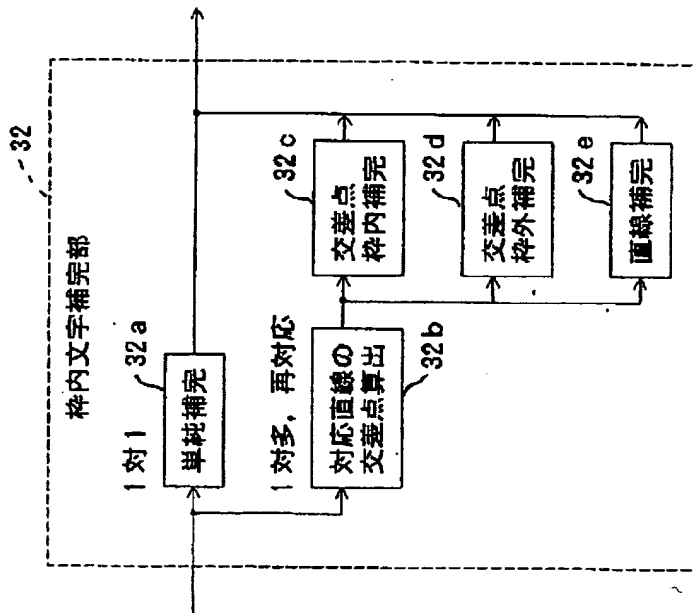 32
枠内文字補完部
1対1
32a
単純補完
1対多，再対応
対応直線の
交差点算出
32b
32c
交差点
枠内補完
32d
交差点
枠外補完
32e
直線補完